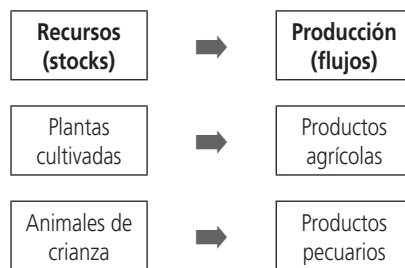 Recursos
(stocks)
Producción
(flujos)
Plantas
cultivadas
Productos
agrícolas
Animales de
crianza
Productos
pecuarios